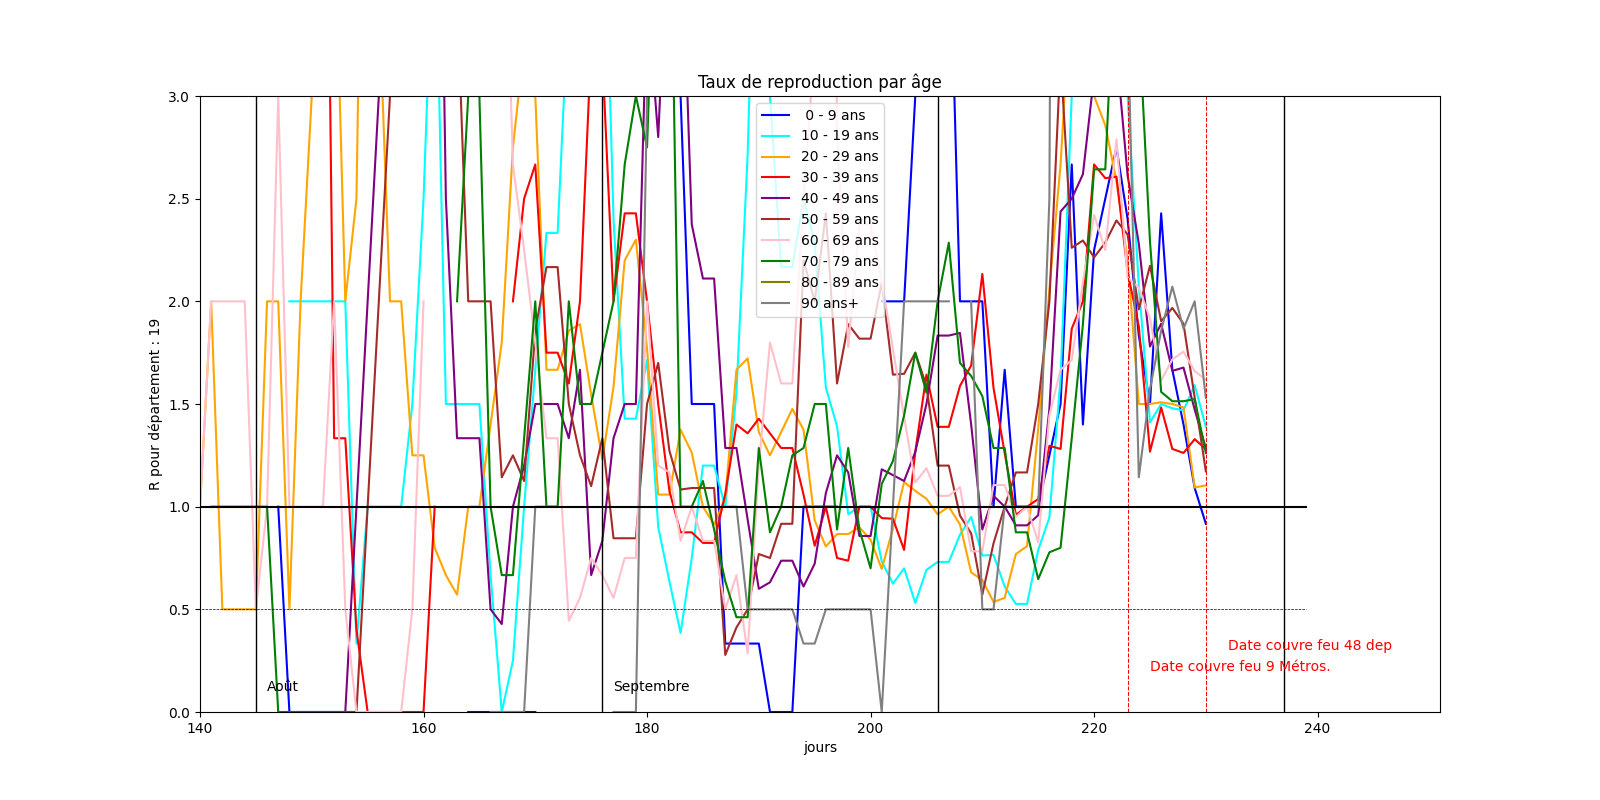 Taux de reproduction par âge
R pour département : 19
3.0
2.5
2.0
1.5
1.0
0.5
0.0
0 - 9 ans
10 - 19 ans
20 - 29 ans
30 - 39 ans
40 - 49 ans
50 - 59 ans
60 - 69 ans
70 - 79 ans
80 - 89 ans
90 ans+
Date couvre feu 48 dep
Date couvre feu 9 Métros.
Août
Septembre
140
160
180
200
220
240
jours